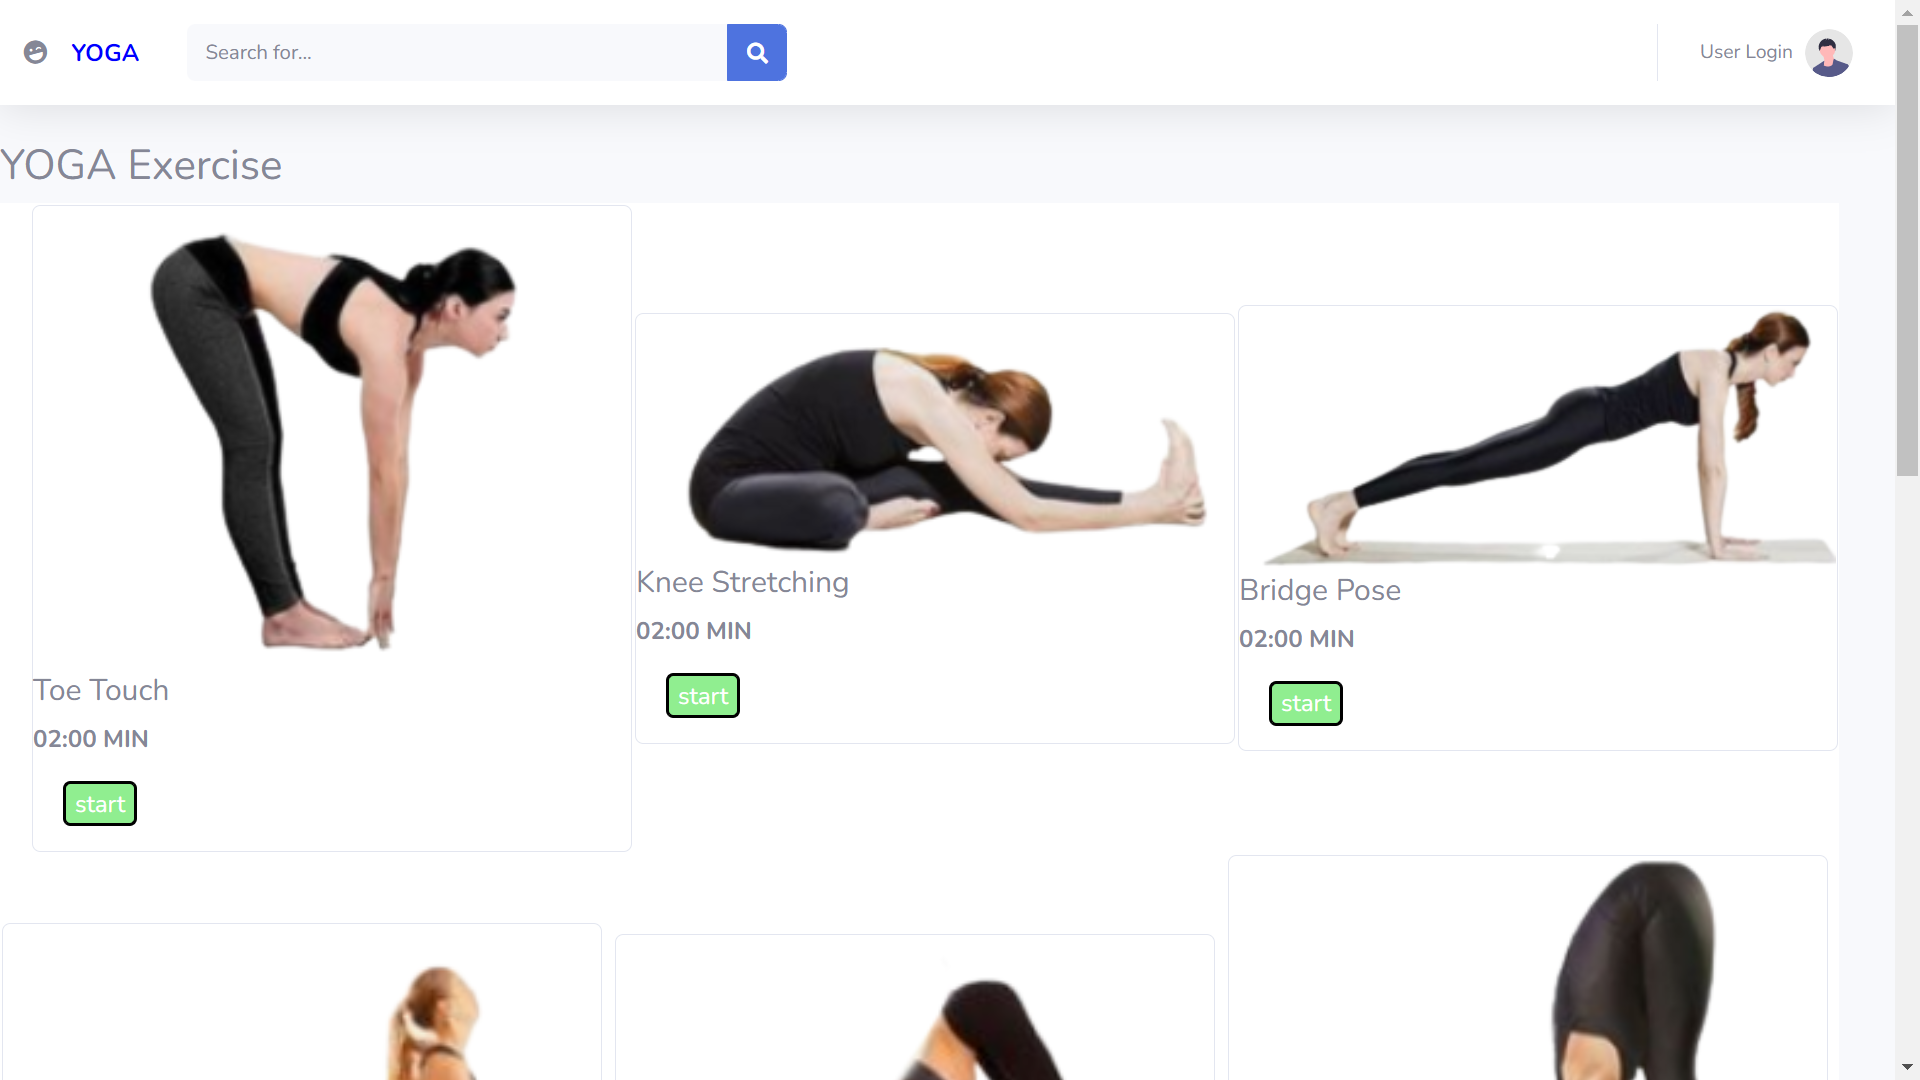 YOGA
Search for...
User Login
YOGA Exercise
Toe Touch
02:00 MIN
start
Knee Stretching
02:00 MIN
start
Bridge Pose
02:00 MIN
start